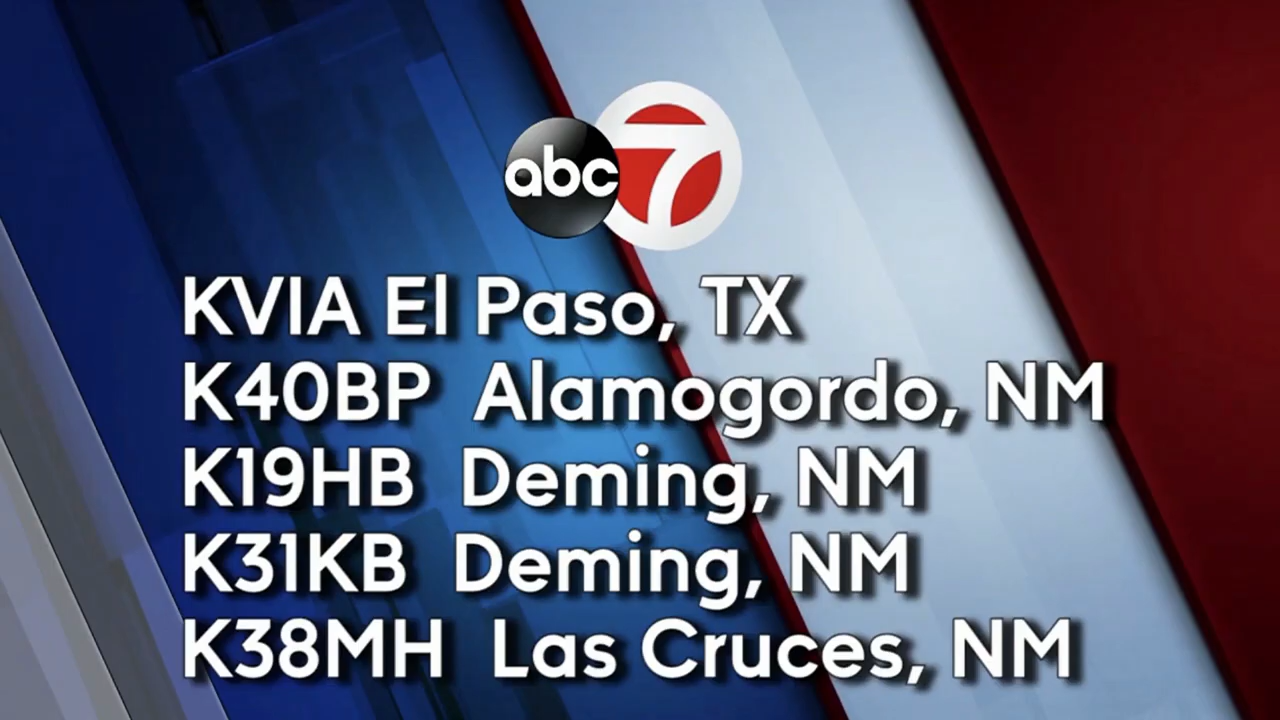 abc 7
KVIA El Paso, TX
K40BP Alamogordo, NM
K19HB Deming, NM
K31KB Deming, NM
K38MH Las Cruces, NM